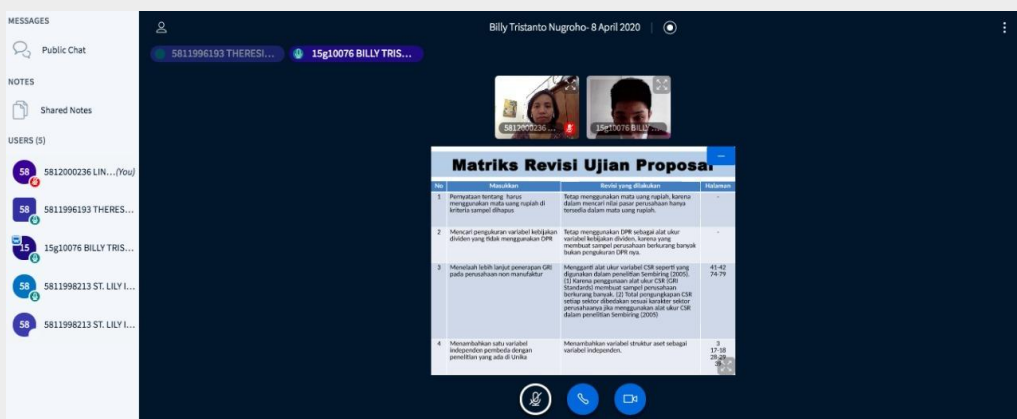 MESSAGES
Public Chat
NOTES
Shared Notes
USERS (5)
58 5812000236 LIN... (You)
58 5811996193 THERES...
15 15g10076 BILLY TRIS...
58 5811998213 ST. LILY I...
58 5811998213 ST. LILY I...
Billy Tristanto Nugroho- 8 April 2020
5811996193 THERESI...
15g10076 BILLY TRIS...
5812000236 ...
15g10076 BILLY
Matriks Revisi Ujian Proposal
No Masukkan Revisi yang dilakukan Halaman
1 Pernyataan tentang harus Tetap menggunakan mata uang rupiah, karena -
menggunakan mata uang rupiah di dalam mencari nilai pasar perusahaan hanya
kriteria sampel dihapus tersedia dalam mata uang rupiah.
2 Mencari pengukuran variabel kebijakan Tetap menggunakan DPR sebagai alat ukur -
dividen yang tidak menggunakan DPR variabel kebijakan dividen, karena yang
membuat sampel perusahaan berkurang banyak
bukan pengukuran DPR nya.
3 Menelaah lebih lanjut penerapan GRI Mengganti alat ukur variabel CSR seperti yang 41-42
pada perusahaan non manufaktur digunakan dalam penelitian Sembiring (2005). 74-79
(1) Karena penggunaan alat ukur CSR (GRI
Standards) membuat sampel perusahaan
berkurang banyak. (2) Total pengungkapan CSR
setiap sektor dibedakan sesuai karakter sektor
perusahaanya jika menggunakan alat ukur CSR
dalam penelitian Sembiring (2005)
4 Menambahkan satu variabel Menambahkan variabel struktur aset sebagai 3
independen pembeda dengan variabel independen. 17-18
penelitian yang ada di Unika 28-29